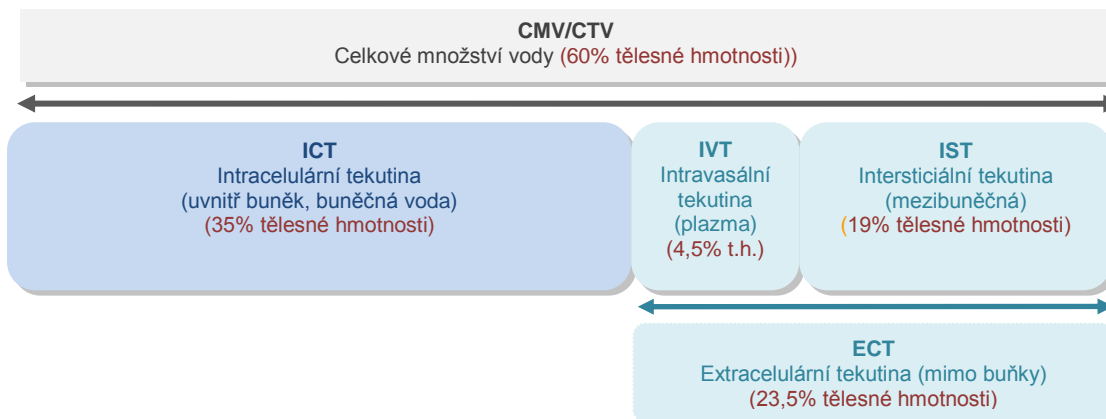 CMV/CTV
Celkové množství vody (60% tělesné hmotnosti))
ICT
Intracelulární tekutina
(uvnitř buněk, buněčná voda)
(35% tělesné hmotnosti)
IVT
Intravasální
tekutina
(plazma)
(4,5% t.h.)
IST
Intersticiální tekutina
(mezibuněčná)
(19% tělesné hmotnosti)
ECT
Extracelulární tekutina (mimo buňky)
(23,5% tělesné hmotnosti)